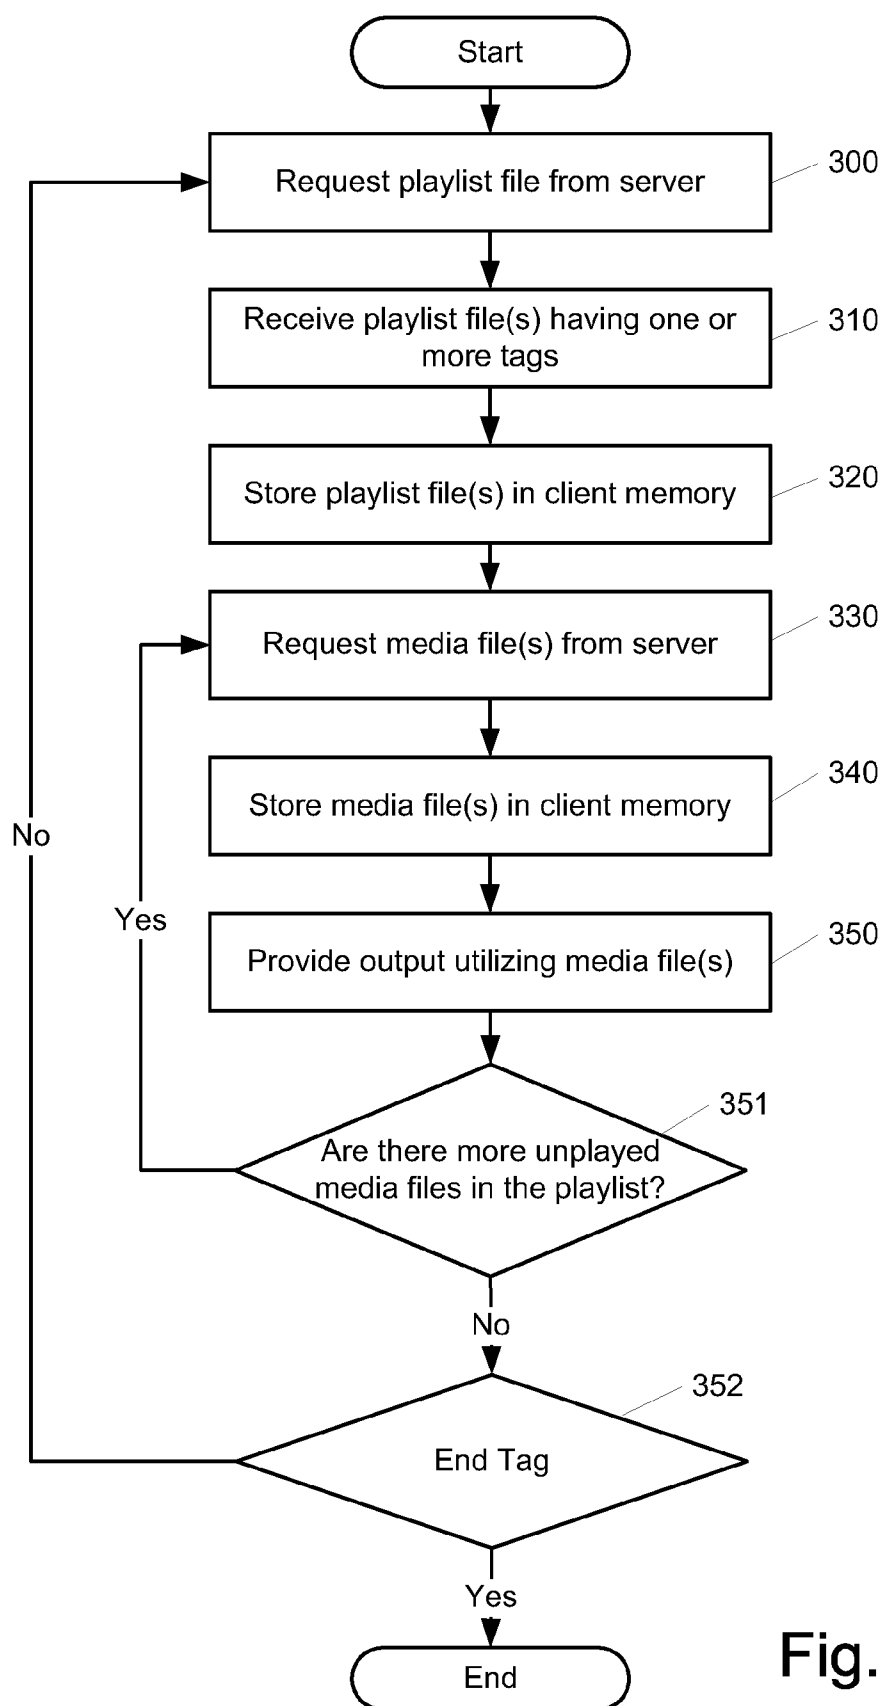 Start
Request playlist file from server
300
Receive playlist file(s) having one or
more tags
310
Store playlist file(s) in client memory
320
Request media file(s) from server
330
Store media file(s) in client memory
340
No
Yes
Provide output utilizing media file(s)
350
351
Are there more unplayed
media files in the playlist?
No
352
End Tag
Yes
End
Fig.